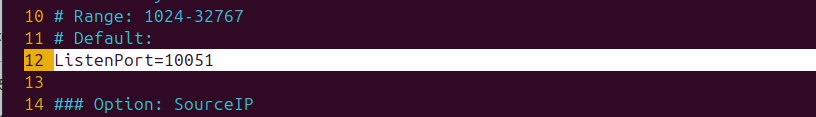 10 # Range: 1024-32767
11 # Default:
12 ListenPort=10051
13
14 ### Option: SourceIP